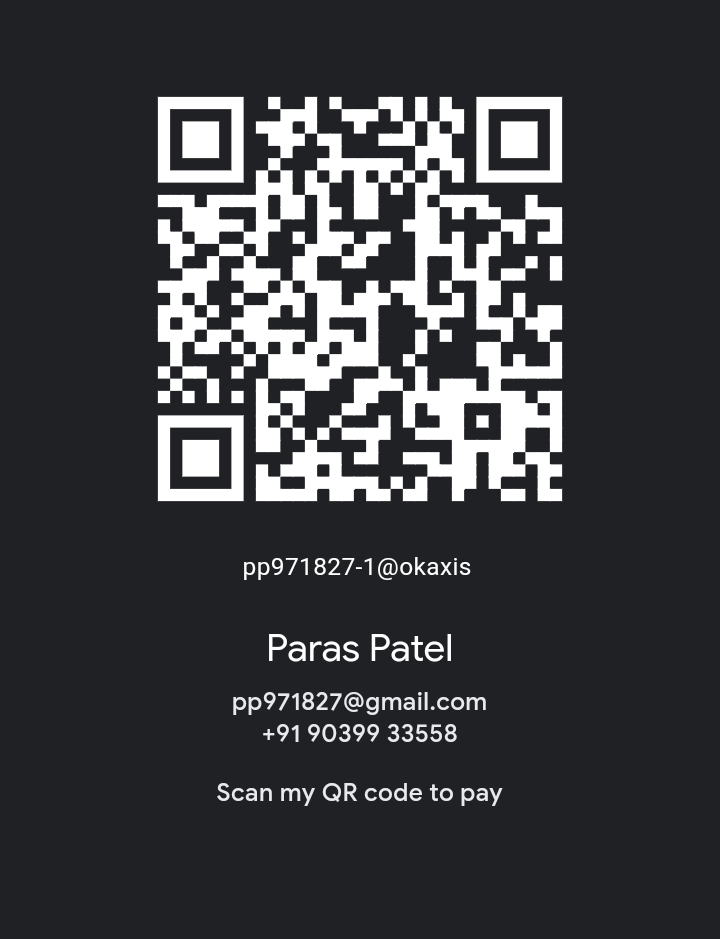 pp971827-1@okaxis
Paras Patel
pp971827@gmail.com
+91 90399 33558
Scan my QR code to pay